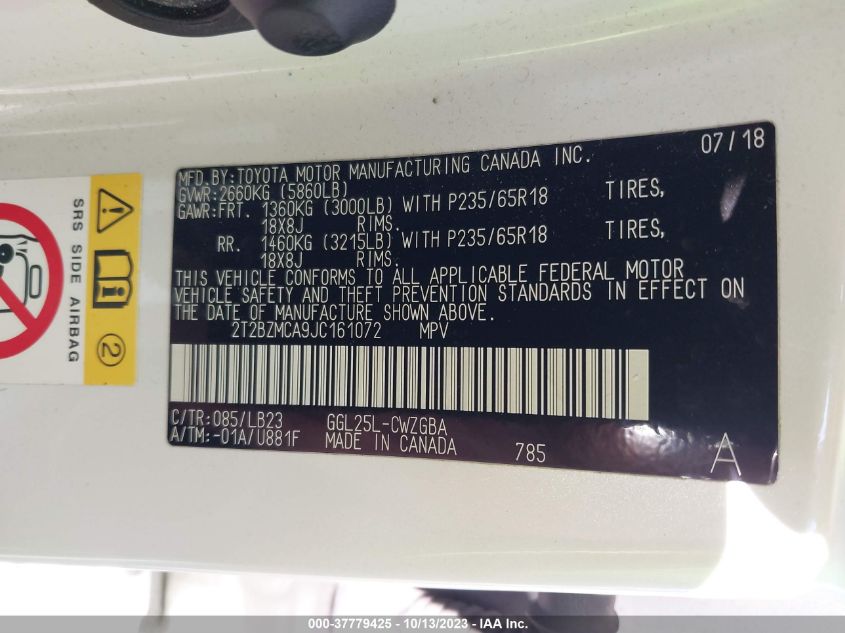 07/18
MFD.BY:TOYOTA MOTOR MANUFACTURING CANADA INC.
GVWR:2660KG (5860LB)
GAWR:FRT. 1360KG (3000LB) WITH P235/65R18 TIRES,
18X8J RIMS.
RR. 1460KG (3215LB) WITH P235/65R18 TIRES,
18X8J RIMS.
THIS VEHICLE CONFORMS TO ALL APPLICABLE FEDERAL MOTOR
VEHICLE SAFETY AND THEFT PREVENTION STANDARDS IN EFFECT ON
THE DATE OF MANUFACTURE SHOWN ABOVE.
2T2BZMCA9JC161072 MPV
C/TR:085/LB23 GGL25L-CWZGBA
A/TM:-01A/U881F MADE IN CANADA 785 A
SRS SIDE AIRBAG
2
000-37779425 - 10/13/2023 - IAA Inc.